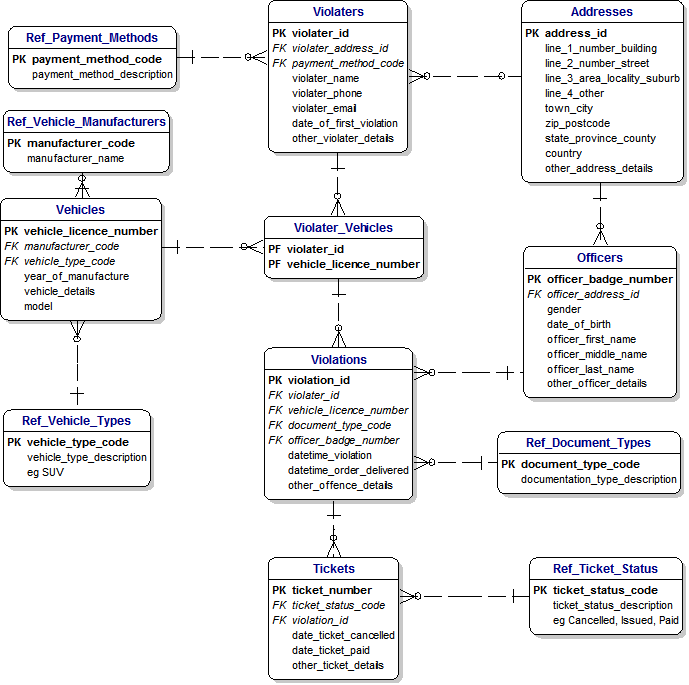 Ref_Payment_Methods
PK payment_method_code
payment_method_description
Violaters
PK violater_id
FK violater_address_id
FK payment_method_code
violater_name
violater_phone
violater_email
date_of_first_violation
other_violater_details
Addresses
PK address_id
line_1_number_building
line_2_number_street
line_3_area_locality_suburb
line_4_other
town_city
zip_postcode
state_province_county
country
other_address_details
Ref_Vehicle_Manufacturers
PK manufacturer_code
manufacturer_name
Vehicles
PK vehicle_licence_number
FK manufacturer_code
FK vehicle_type_code
year_of_manufacture
vehicle_details
model
Violater_Vehicles
PF violater_id
PF vehicle_licence_number
Officers
PK officer_badge_number
FK officer_address_id
gender
date_of_birth
officer_first_name
officer_middle_name
officer_last_name
other_officer_details
Violations
PK violation_id
FK violater_id
FK vehicle_licence_number
FK document_type_code
FK officer_badge_number
datetime_violation
datetime_order_delivered
other_offence_details
Ref_Vehicle_Types
PK vehicle_type_code
vehicle_type_description
eg SUV
Ref_Document_Types
PK document_type_code
documentation_type_description
Tickets
PK ticket_number
FK ticket_status_code
FK violation_id
date_ticket_cancelled
date_ticket_paid
other_ticket_details
Ref_Ticket_Status
PK ticket_status_code
ticket_status_description
eg Cancelled, Issued, Paid